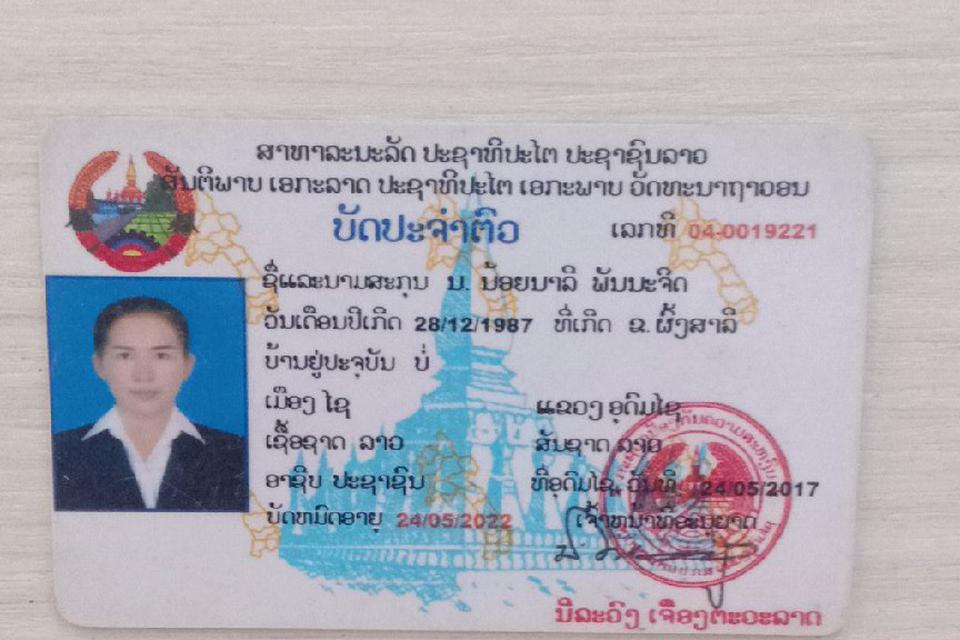 ສາທາລະນະລັດ ປະຊາທິປະໄຕ ປະຊາຊົນລາວ
ສັນຕິພາບ ເອກະລາດ ປະຊາທິປະໄຕ ເອກະພາບ ວັດທະນາຖາວອນ
ບັດປະຈຳຕົວ
ເລກທີ 04-0019221
ຊື່ແລະນາມສະກຸນ ນ. ນ້ອຍນາລີ ພັນນະຈິດ
ວັນເດືອນປີເກີດ 28/12/1987 ທີ່ເກີດ ຂ. ຜົ້ງສາລີ
ບ້ານຢູ່ປະຈຸບັນ ບໍ່
ເມືອງ ໄຊ ແຂວງ ອຸດົມໄຊ
ເຊື້ອຊາດ ລາວ ສັນຊາດ ລາວ
ອາຊີບ ປະຊາຊົນ ທີ່ອຸດົມໄຊ, ວັນທີ 24/05/2017
ບັດຫມົດອາຍຸ 24/05/2022 ເຈົ້າຫນ້າທີ່ອະນຸຍາດ
ນີລະວົງ ເຈືອງຕະວະລາດ